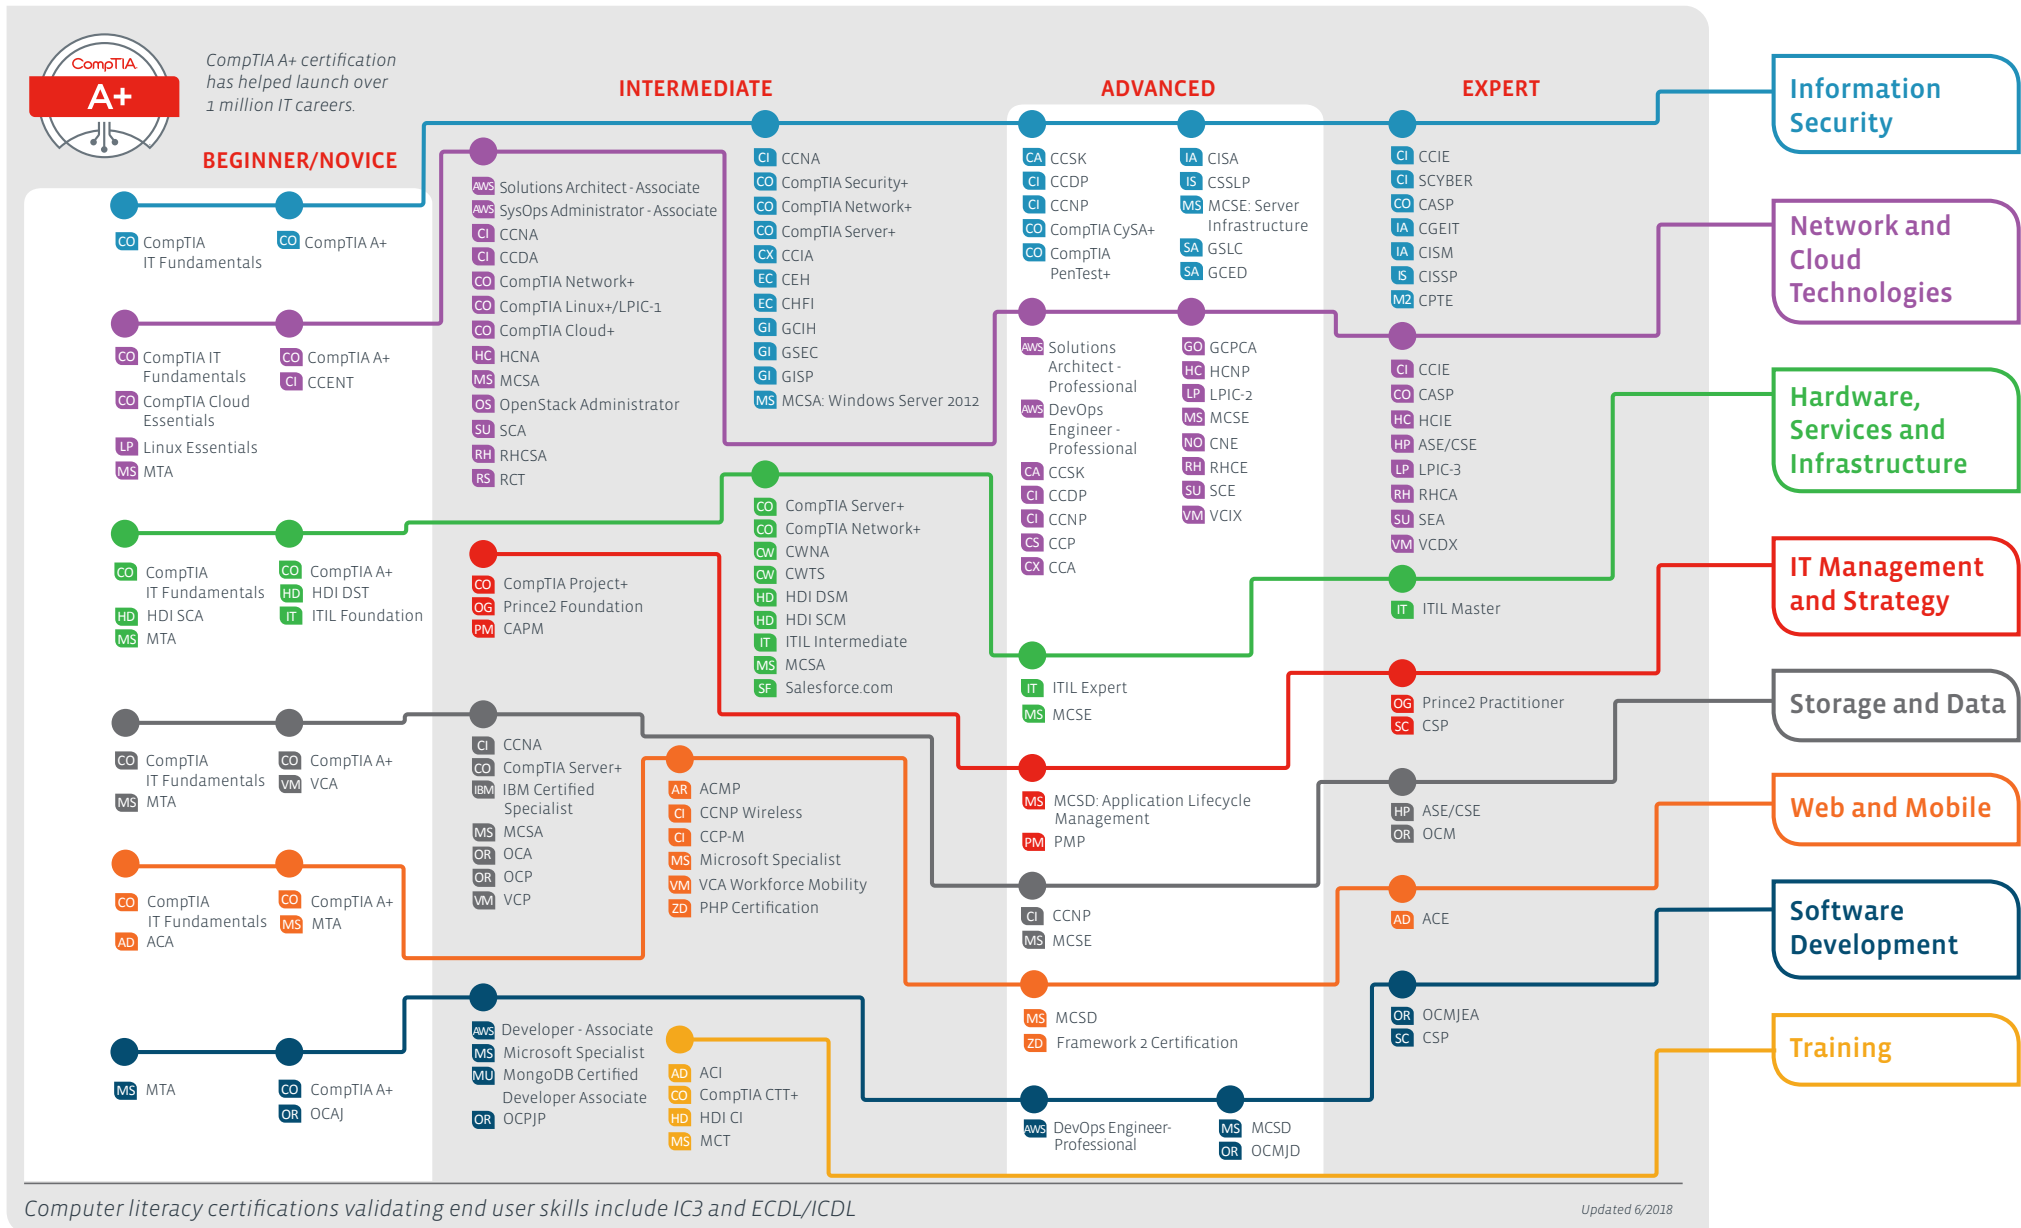 CompTIA
A+
CompTIA A+ certification
has helped launch over
1 million IT careers.
BEGINNER/NOVICE
INTERMEDIATE
ADVANCED
EXPERT
Information
Security
Network and
Cloud
Technologies
Hardware,
Services and
Infrastructure
IT Management
and Strategy
Storage and Data
Web and Mobile
Software
Development
Training
CO CompTIA
IT Fundamentals
CO CompTIA A+
CI CCNA
CO CompTIA Security+
CO CompTIA Network+
CO CompTIA Server+
CX CCIA
EC CEH
EC CHFI
GI GCIH
GI GSEC
GI GISP
MS MCSA: Windows Server 2012
CA CCSK
CI CCDP
CI CCNP
CO CompTIA CySA+
CO CompTIA
PenTest+
IA CISA
IS CSSLP
MS MCSE: Server
Infrastructure
SA GSLC
SA GCED
CI CCIE
CI SCYBER
CO CASP
IA CGEIT
IA CISM
IS CISSP
M2 CPTE
CO CompTIA IT
Fundamentals
CO CompTIA Cloud
Essentials
LP Linux Essentials
MS MTA
CO CompTIA A+
CI CCENT
AWS Solutions Architect - Associate
AWS SysOps Administrator - Associate
CI CCNA
CI CCDA
CO CompTIA Network+
CO CompTIA Linux+/LPIC-1
CO CompTIA Cloud+
HC HCNA
MS MCSA
OS OpenStack Administrator
SU SCA
RH RHCSA
RS RCT
AWS Solutions
Architect -
Professional
AWS DevOps
Engineer -
Professional
CA CCSK
CI CCDP
CI CCNP
CS CCP
CX CCA
GO GCPCA
HC HCNP
LP LPIC-2
MS MCSE
NO CNE
RH RHCE
SU SCE
VM VCIX
CI CCIE
CO CASP
HC HCIE
HP ASE/CSE
LP LPIC-3
RH RHCA
SU SEA
VM VCDX
CO CompTIA
IT Fundamentals
HD HDI SCA
MS MTA
CO CompTIA A+
HD HDI DST
IT ITIL Foundation
CO CompTIA Server+
CO CompTIA Network+
CW CWNA
CW CWTS
HD HDI DSM
HD HDI SCM
IT ITIL Intermediate
MS MCSA
SF Salesforce.com
IT ITIL Expert
MS MCSE
IT ITIL Master
CO CompTIA Project+
OG Prince2 Foundation
PM CAPM
MS MCSD: Application Lifecycle
Management
PM PMP
OG Prince2 Practitioner
SC CSP
CO CompTIA
IT Fundamentals
MS MTA
CO CompTIA A+
VM VCA
CI CCNA
CO CompTIA Server+
IBM IBM Certified
Specialist
MS MCSA
OR OCA
OR OCP
VM VCP
CI CCNP
MS MCSE
HP ASE/CSE
OR OCM
CO CompTIA
IT Fundamentals
AD ACA
CO CompTIA A+
MS MTA
AR ACMP
CI CCNP Wireless
CI CCP-M
MS Microsoft Specialist
VM VCA Workforce Mobility
ZD PHP Certification
MS MCSD
ZD Framework 2 Certification
AD ACE
MS MTA
CO CompTIA A+
OR OCAJ
AWS Developer - Associate
MS Microsoft Specialist
MU MongoDB Certified
Developer Associate
OR OCPJP
AWS DevOps Engineer-
Professional
MS MCSD
OR OCMJD
OR OCMJEA
SC CSP
AD ACI
CO CompTIA CTT+
HD HDI CI
MS MCT
Computer literacy certifications validating end user skills include IC3 and ECDL/ICDL
Updated 6/2018